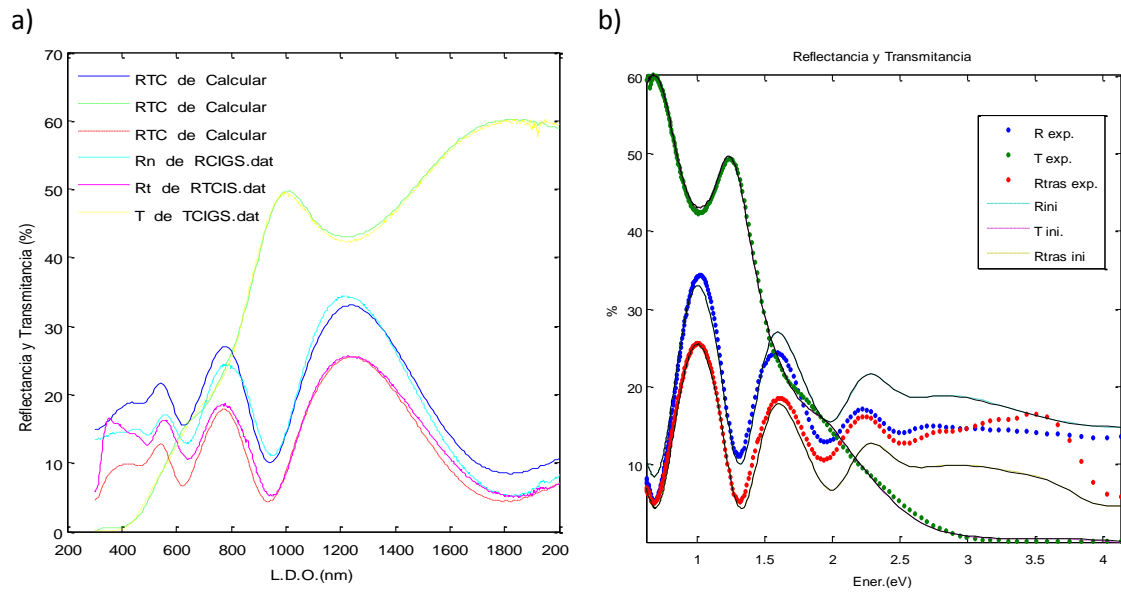 a)
70
60
50
40
30
20
10
0
200 400 600 800 1000 1200 1400 1600 1800 200
Reflectancia y Transmitancia (%)
L.D.O.(nm)
RTC de Calcular
RTC de Calcular
RTC de Calcular
Rn de RCIGS.dat
Rt de RTCIS.dat
T de TCIGS.dat
b)
Reflectancia y Transmitancia
60
50
40
30
20
10
%
1 1.5 2 2.5 3 3.5 4
Ener.(eV)
R exp.
T exp.
Rtras exp.
Rini
T ini.
Rtras ini